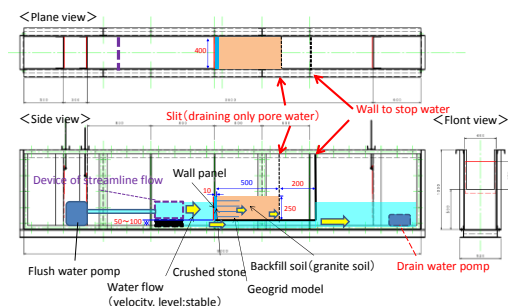 ＜Plane view＞
400
Slit（draining only pore water）
Wall to stop water
＜Side view＞
＜Flont view＞
Device of streamline flow
Wall panel
10
500
200
250
50～100
Flush water pump
Water flow
(velocity, level:stable)
Crushed stone
Geogrid model
Backfill soil（granite soil）
Drain water pump